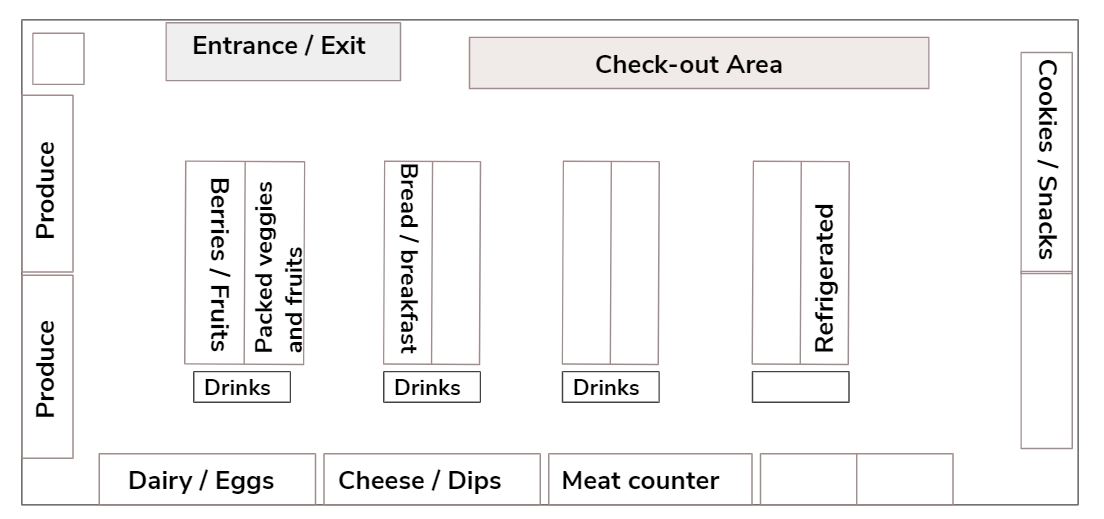 Entrance / Exit
Check-out Area
Cookies / Snacks
Produce
Berries / Fruits
Packed veggies
and fruits
Bread / breakfast
Refrigerated
Produce
Drinks
Drinks
Drinks
Dairy / Eggs
Cheese / Dips
Meat counter